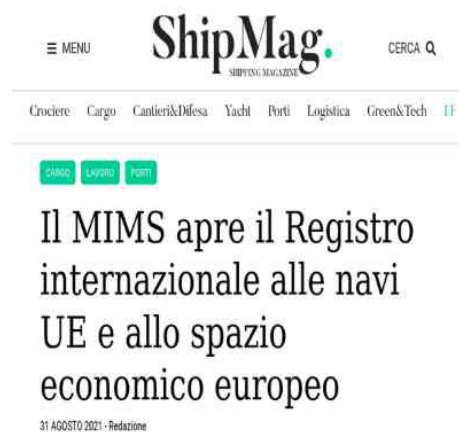 ☰ MENU
ShipMag.
SHIPPING MAGAZINE
CERCA
Crociere Cargo Cantieri&Difesa Yacht Porti Logistica Green&Tech
CARGO LAVORO PORTI
Il MIMS apre il Registro
internazionale alle navi
UE e allo spazio
economico europeo
31 AGOSTO 2021 - Redazione